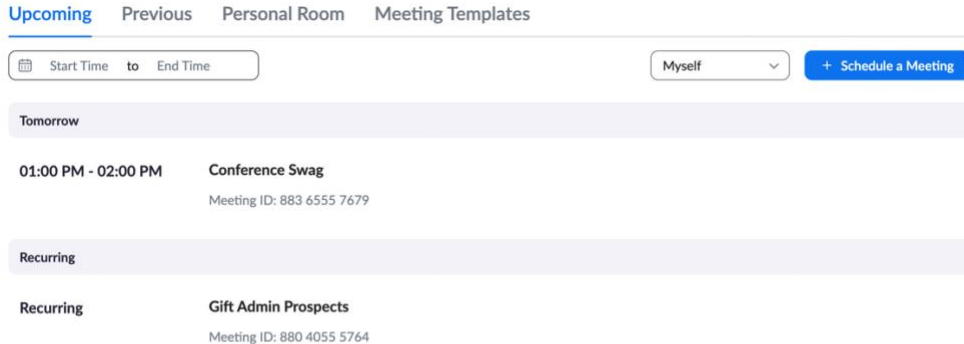 Upcoming Previous Personal Room Meeting Templates
Start Time to End Time Myself + Schedule a Meeting
Tomorrow
01:00 PM - 02:00 PM Conference Swag
Meeting ID: 883 6555 7679
Recurring
Recurring Gift Admin Prospects
Meeting ID: 880 4055 5764